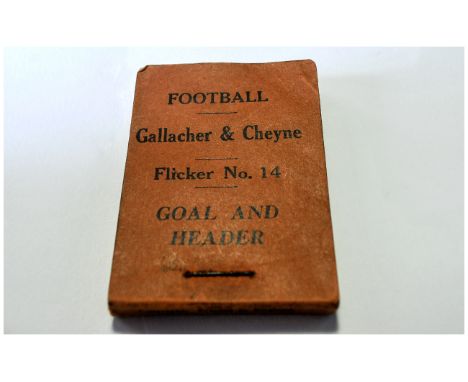 FOOTBALL
Gallacher & Cheyne
Flicker No. 14
GOAL AND
HEADER